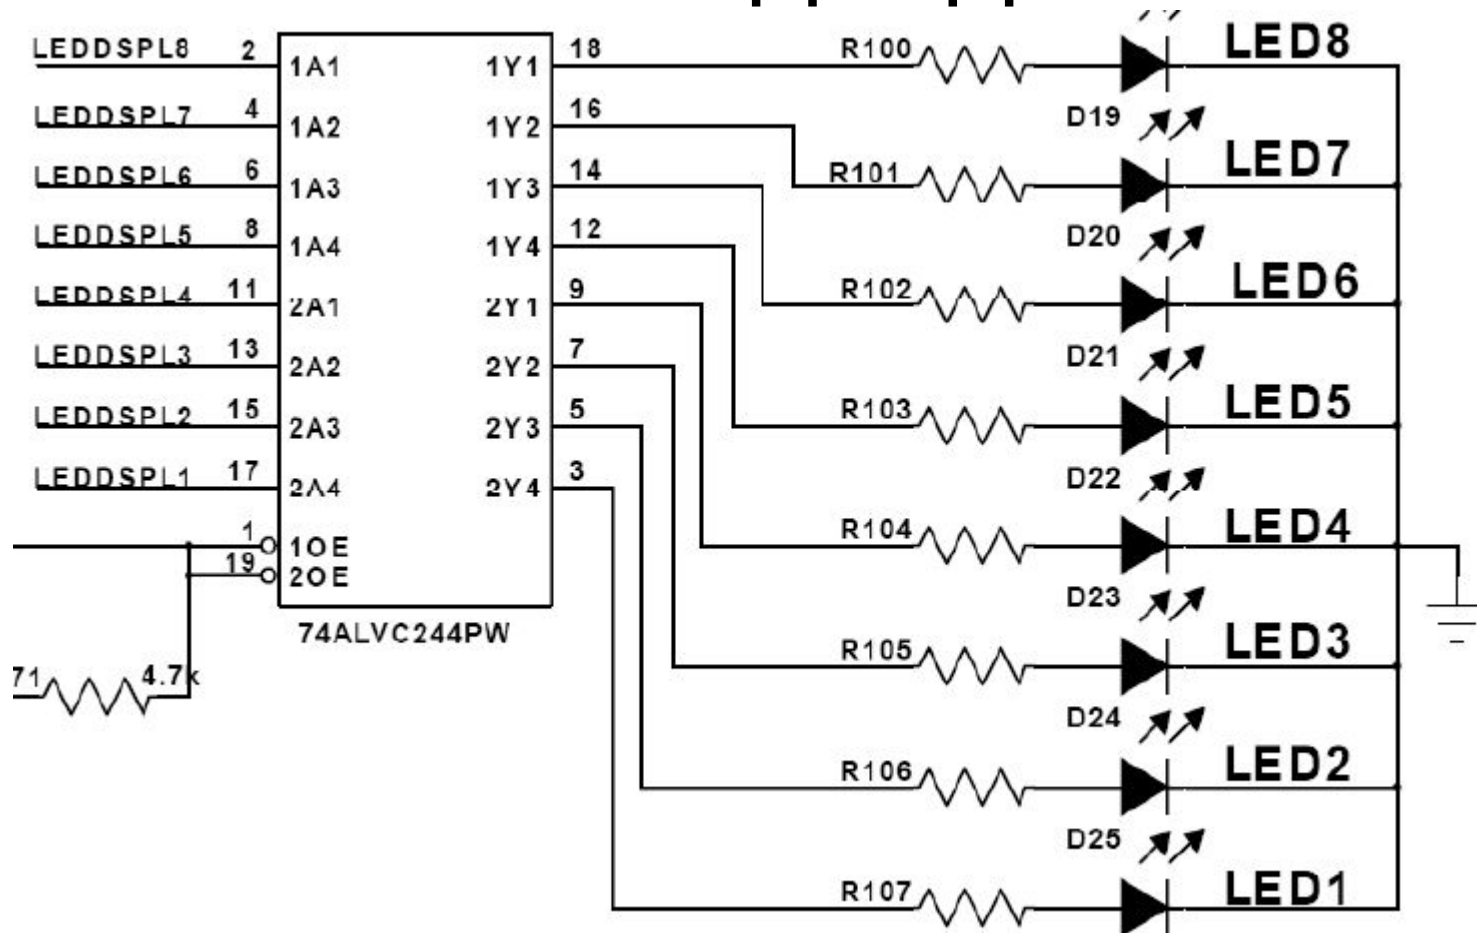 LEDDSPL8 2 1A1 1Y1 18 R100 LED8
LEDDSPL7 4 1A2 1Y2 16 D19
R101 LED7
LEDDSPL6 6 1A3 1Y3 14
LEDDSPL5 8 1A4 1Y4 12 D20
LEDDSPL4 11 2A1 2Y1 9 R102 LED6
LEDDSPL3 13 2A2 2Y2 7 D21
LEDDSPL2 15 2A3 2Y3 5 R103 LED5
LEDDSPL1 17 2A4 2Y4 3 D22
1 1OE R104 LED4
19 2OE
D23
74ALVC244PW R105 LED3
71 4.7k
D24
R106 LED2
D25
R107 LED1